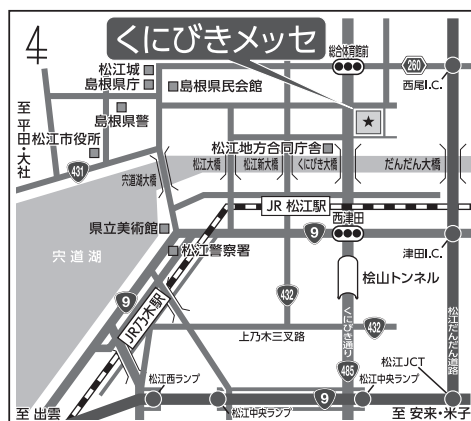 くにびきメッセ
総合体育館前
260
西尾I.C.
松江城
島根県庁
島根県民会館
至 平田・大社
島根県警
松江市役所
松江地方合同庁舎
431
宍道湖大橋
松江大橋
松江新大橋
くにびき大橋
だんだん大橋
JR 松江駅
県立美術館
西津田
9
津田I.C.
宍道湖
松江警察署
桧山トンネル
9
JR乃木駅
432
上乃木三叉路
432
くにびき通り
松江だんだん道路
485
松江JCT
松江西ランプ
松江中央ランプ
9
松江中央ランプ
至 出雲
至 安来・米子